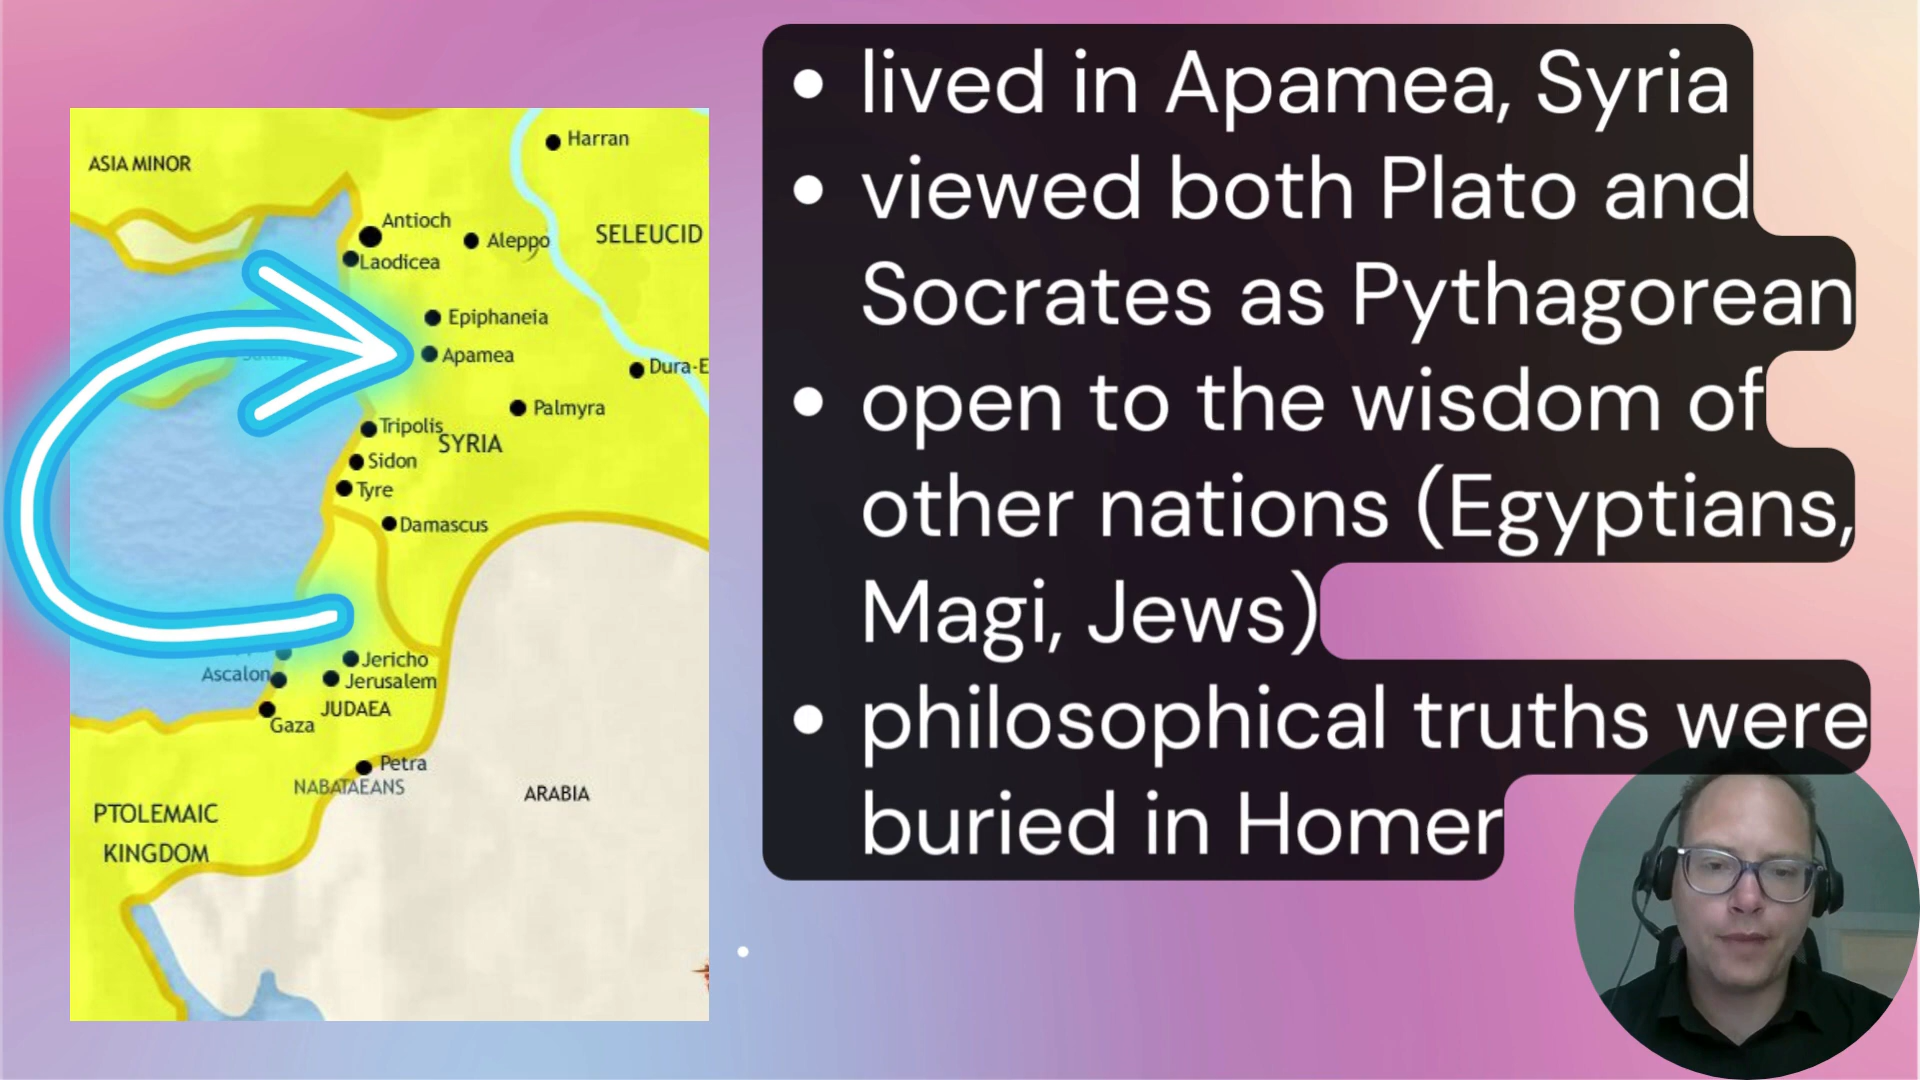 ASIA MINOR
Harran
Antioch
Aleppo
SELEUCID
Laodicea
Epiphaneia
Apamea
Dura-E
Palmyra
Tripolis
SYRIA
Sidon
Tyre
Damascus
Jericho
Ascalon
Jerusalem
JUDAEA
Gaza
Petra
NABATAEANS
ARABIA
PTOLEMAIC
KINGDOM
• lived in Apamea, Syria
• viewed both Plato and
Socrates as Pythagorean
• open to the wisdom of
other nations (Egyptians,
Magi, Jews)
• philosophical truths were
buried in Homer